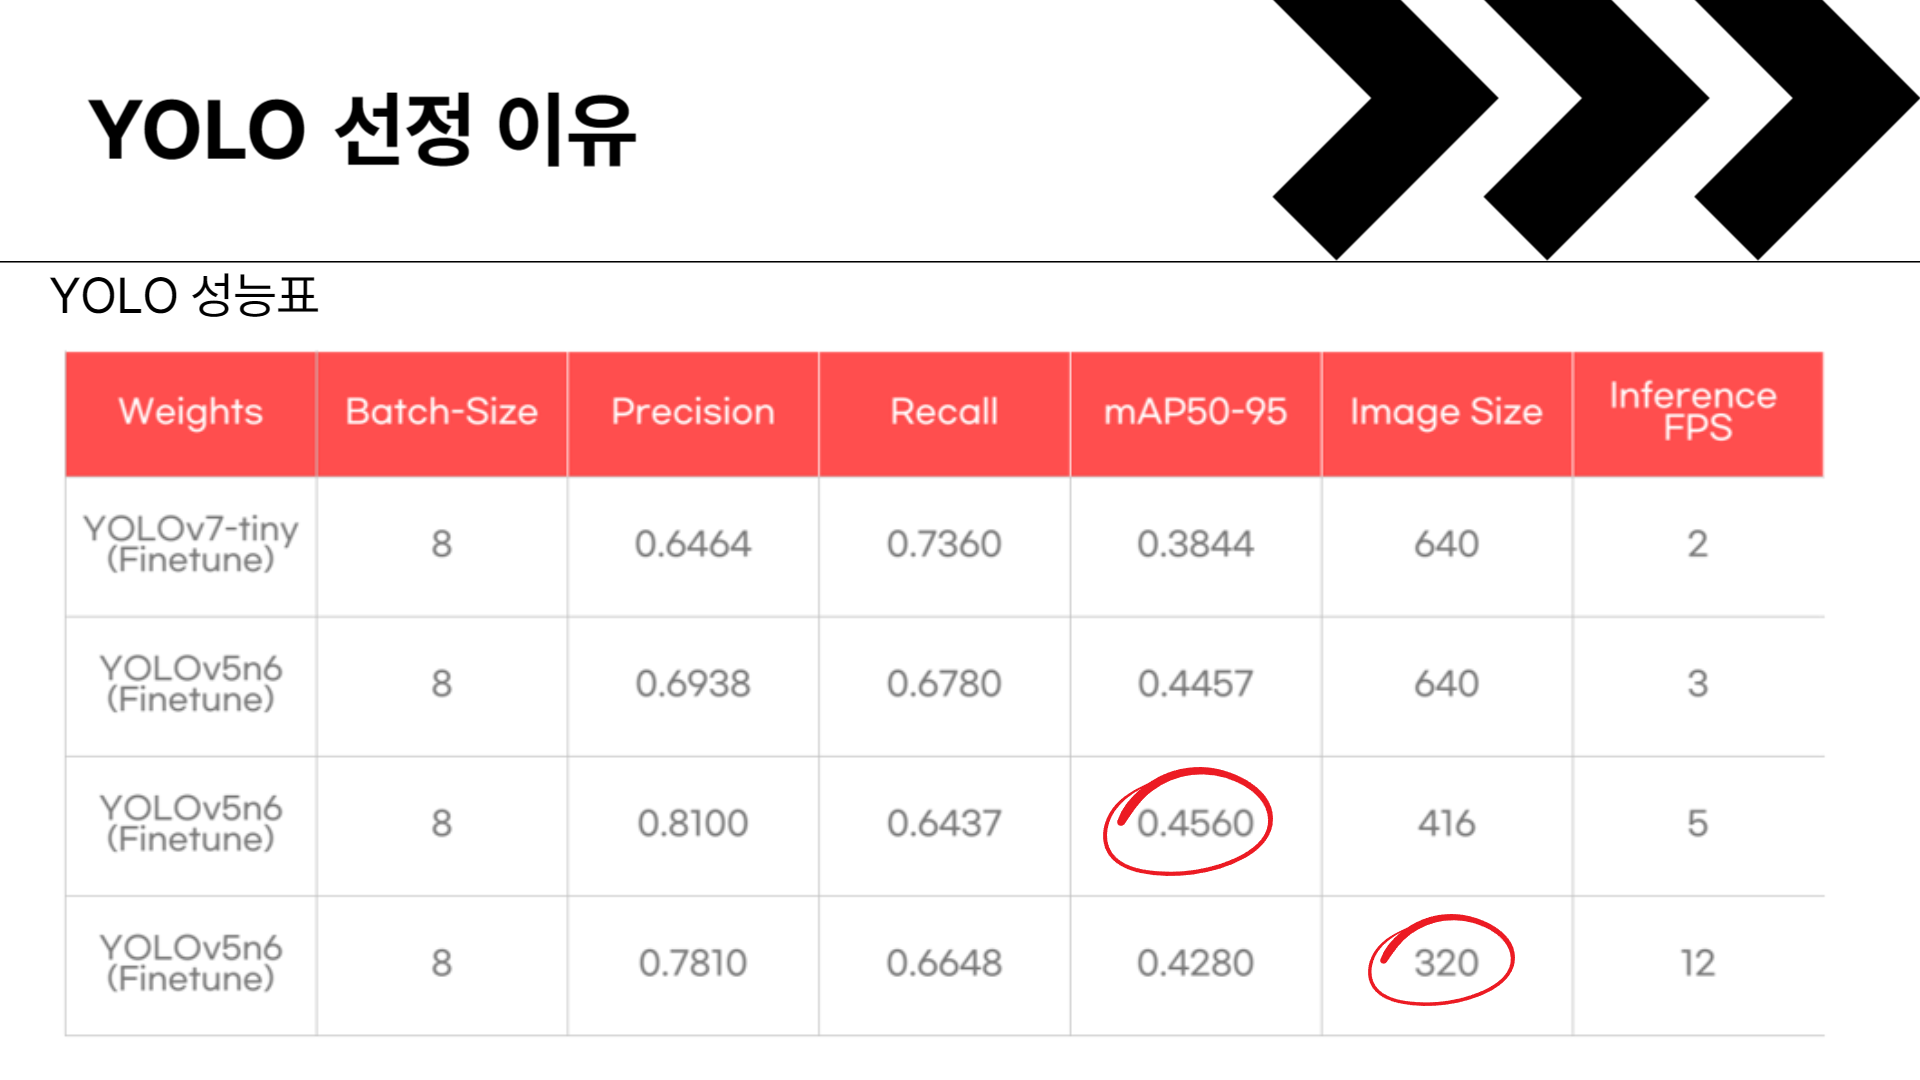 YOLO 선정 이유
YOLO 성능표
Weights Batch-Size Precision Recall mAP50-95 Image Size Inference FPS
YOLOv7-tiny (Finetune) 8 0.6464 0.7360 0.3844 640 2
YOLOv5n6 (Finetune) 8 0.6938 0.6780 0.4457 640 3
YOLOv5n6 (Finetune) 8 0.8100 0.6437 0.4560 416 5
YOLOv5n6 (Finetune) 8 0.7810 0.6648 0.4280 320 12